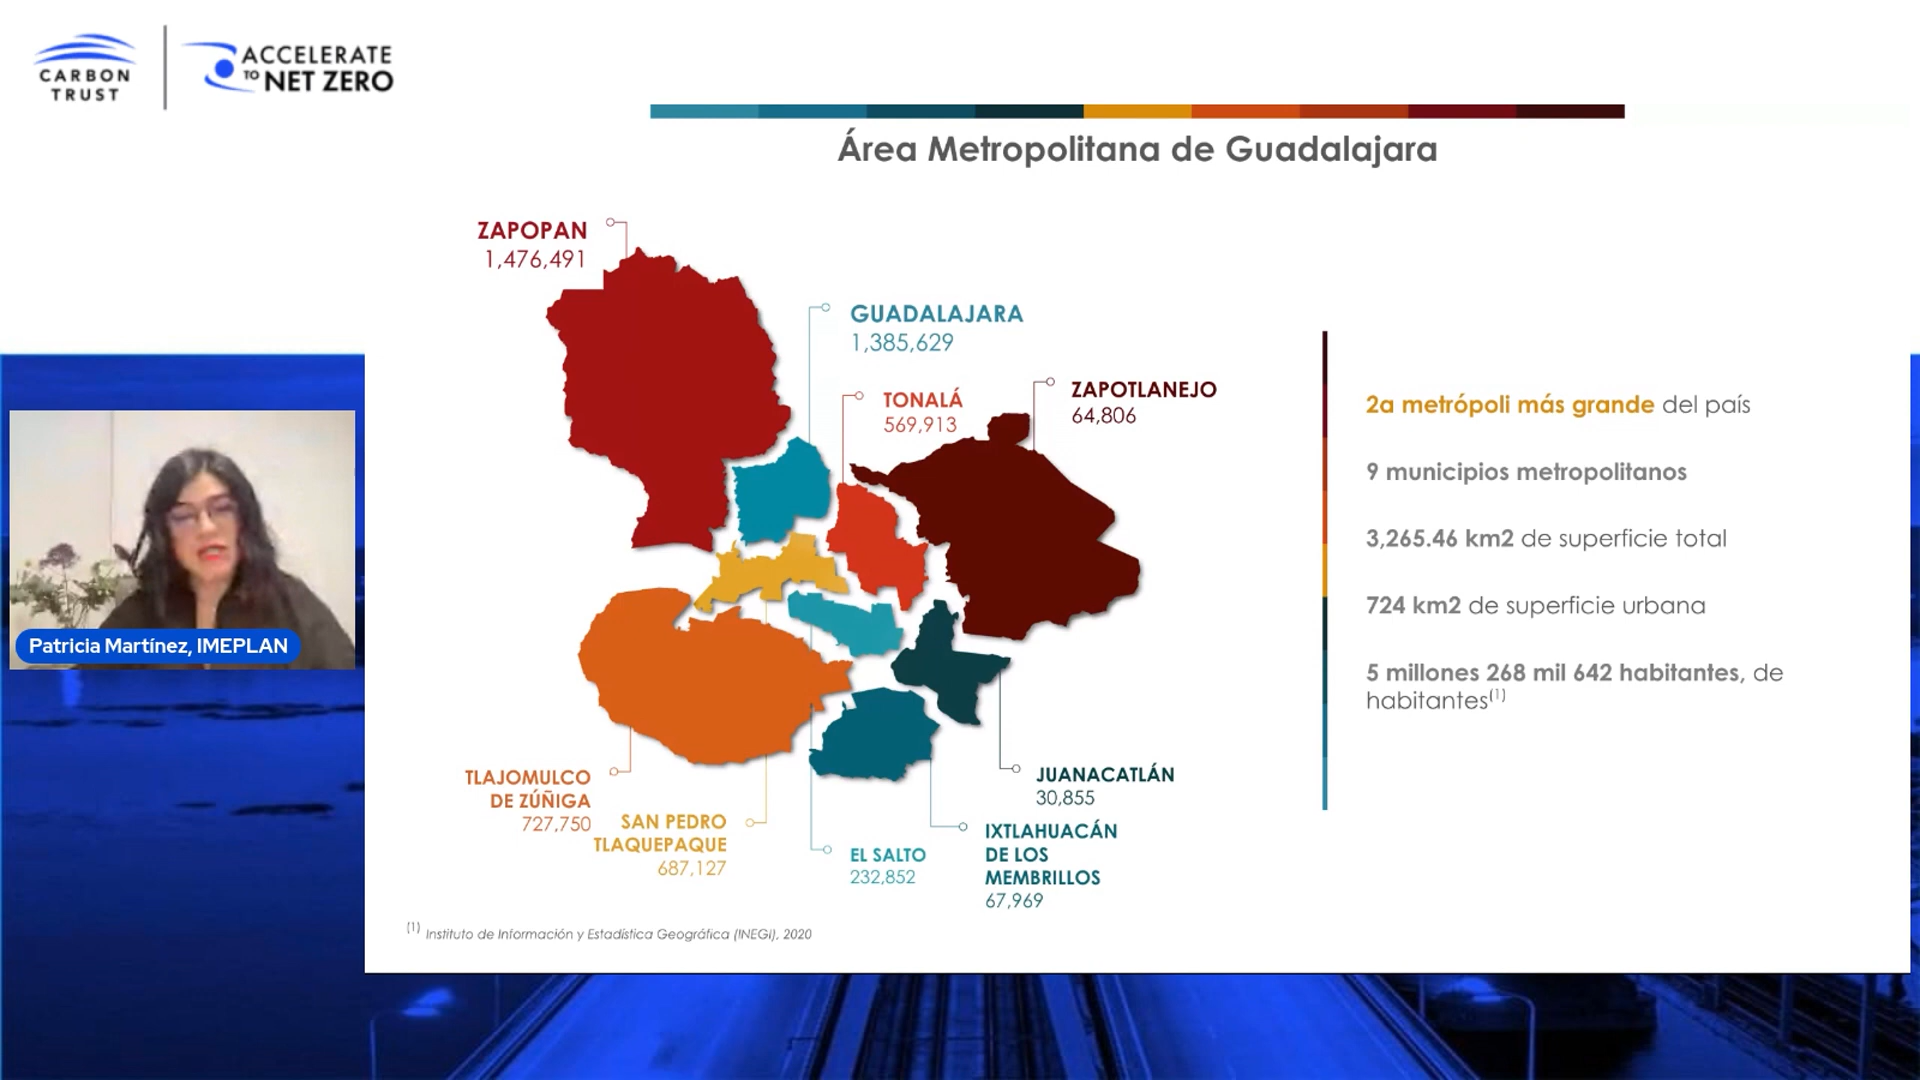 CARBON
TRUST
ACCELERATE
TO NET ZERO
Área Metropolitana de Guadalajara
ZAPOPAN
1,476,491
GUADALAJARA
1,385,629
TONALÁ
569,913
ZAPOTLANEJO
64,806
2a metrópoli más grande del país
9 municipios metropolitanos
3,265.46 km2 de superficie total
724 km2 de superficie urbana
5 millones 268 mil 642 habitantes, de
habitantes(1)
Patricia Martínez, IMEPLAN
TLAJOMULCO
DE ZÚÑIGA
727,750
SAN PEDRO
TLAQUEPAQUE
687,127
EL SALTO
232,852
JUANACATLÁN
30,855
IXTLAHUACÁN
DE LOS
MEMBRILLOS
67,969
(1) Instituto de Información y Estadística Geográfica (INEGI), 2020